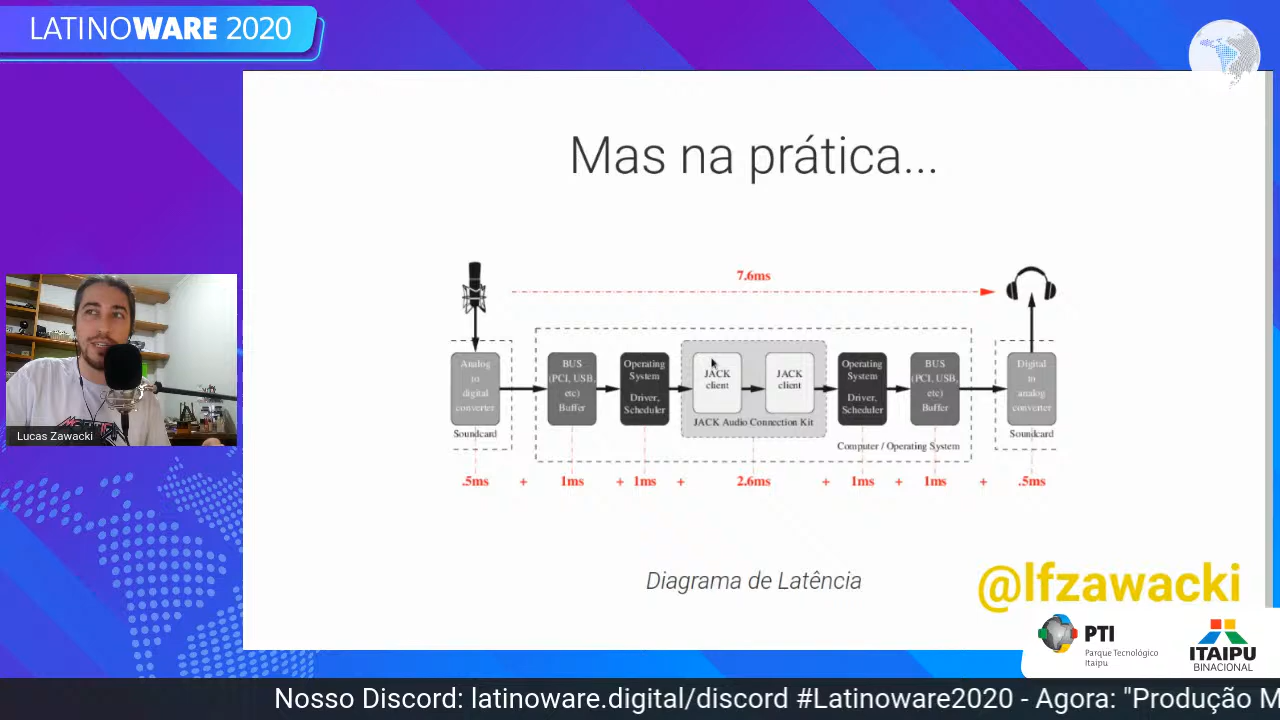 LATINOWARE 2020
Mas na prática...
7.6ms
Analog
to
digital
converter
Soundcard
BUS
(PCI, USB,
etc)
Buffer
Operating
System
Driver,
Scheduler
JACK
client
JACK
client
JACK Audio Connection Kit
Operating
System
Driver,
Scheduler
BUS
(PCI, USB,
etc)
Buffer
Computer / Operating System
Digital
to
analog
converter
Soundcard
.5ms + 1ms + 1ms + 2.6ms + 1ms + 1ms + .5ms
Diagrama de Latência
Lucas Zawacki
@lfzawacki
PTI
Parque Tecnológico
Itaipu
ITAIPU
BINACIONAL
Nosso Discord: latinoware.digital/discord #Latinoware2020 - Agora: "Produção M